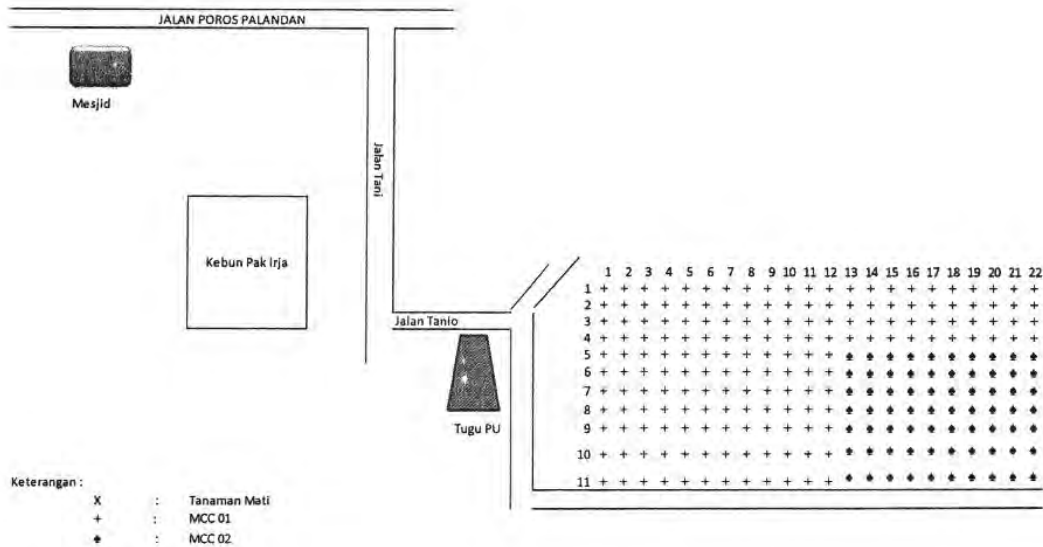 JALAN POROS PALANDAN
Mesjid
Jalan Tani
Kebun Pak Irja
Jalan Tanio
Tugu PU
1 2 3 4 5 6 7 8 9 10 11 12 13 14 15 16 17 18 19 20 21 22
1 + + + + + + + + + + + + + + + + + + + + + +
2 + + + + + + + + + + + + + + + + + + + + + +
3 + + + + + + + + + + + + + + + + + + + + + +
4 + + + + + + + + + + + + + + + + + + + + + +
5 + + + + + + + + + + + + ♠ ♠ ♠ ♠ ♠ ♠ ♠ ♠ ♠ ♠
6 + + + + + + + + + + + + ♠ ♠ ♠ ♠ ♠ ♠ ♠ ♠ ♠ ♠
7 + + + + + + + + + + + + ♠ ♠ ♠ ♠ ♠ ♠ ♠ ♠ ♠ ♠
8 + + + + + + + + + + + + ♠ ♠ ♠ ♠ ♠ ♠ ♠ ♠ ♠ ♠
9 + + + + + + + + + + + + ♠ ♠ ♠ ♠ ♠ ♠ ♠ ♠ ♠ ♠
10 + + + + + + + + + + + + ♠ ♠ ♠ ♠ ♠ ♠ ♠ ♠ ♠ ♠
11 + + + + + + + + + + + + ♠ ♠ ♠ ♠ ♠ ♠ ♠ ♠ ♠ ♠
Keterangan :
X : Tanaman Mati
+ : MCC 01
♠ : MCC 02